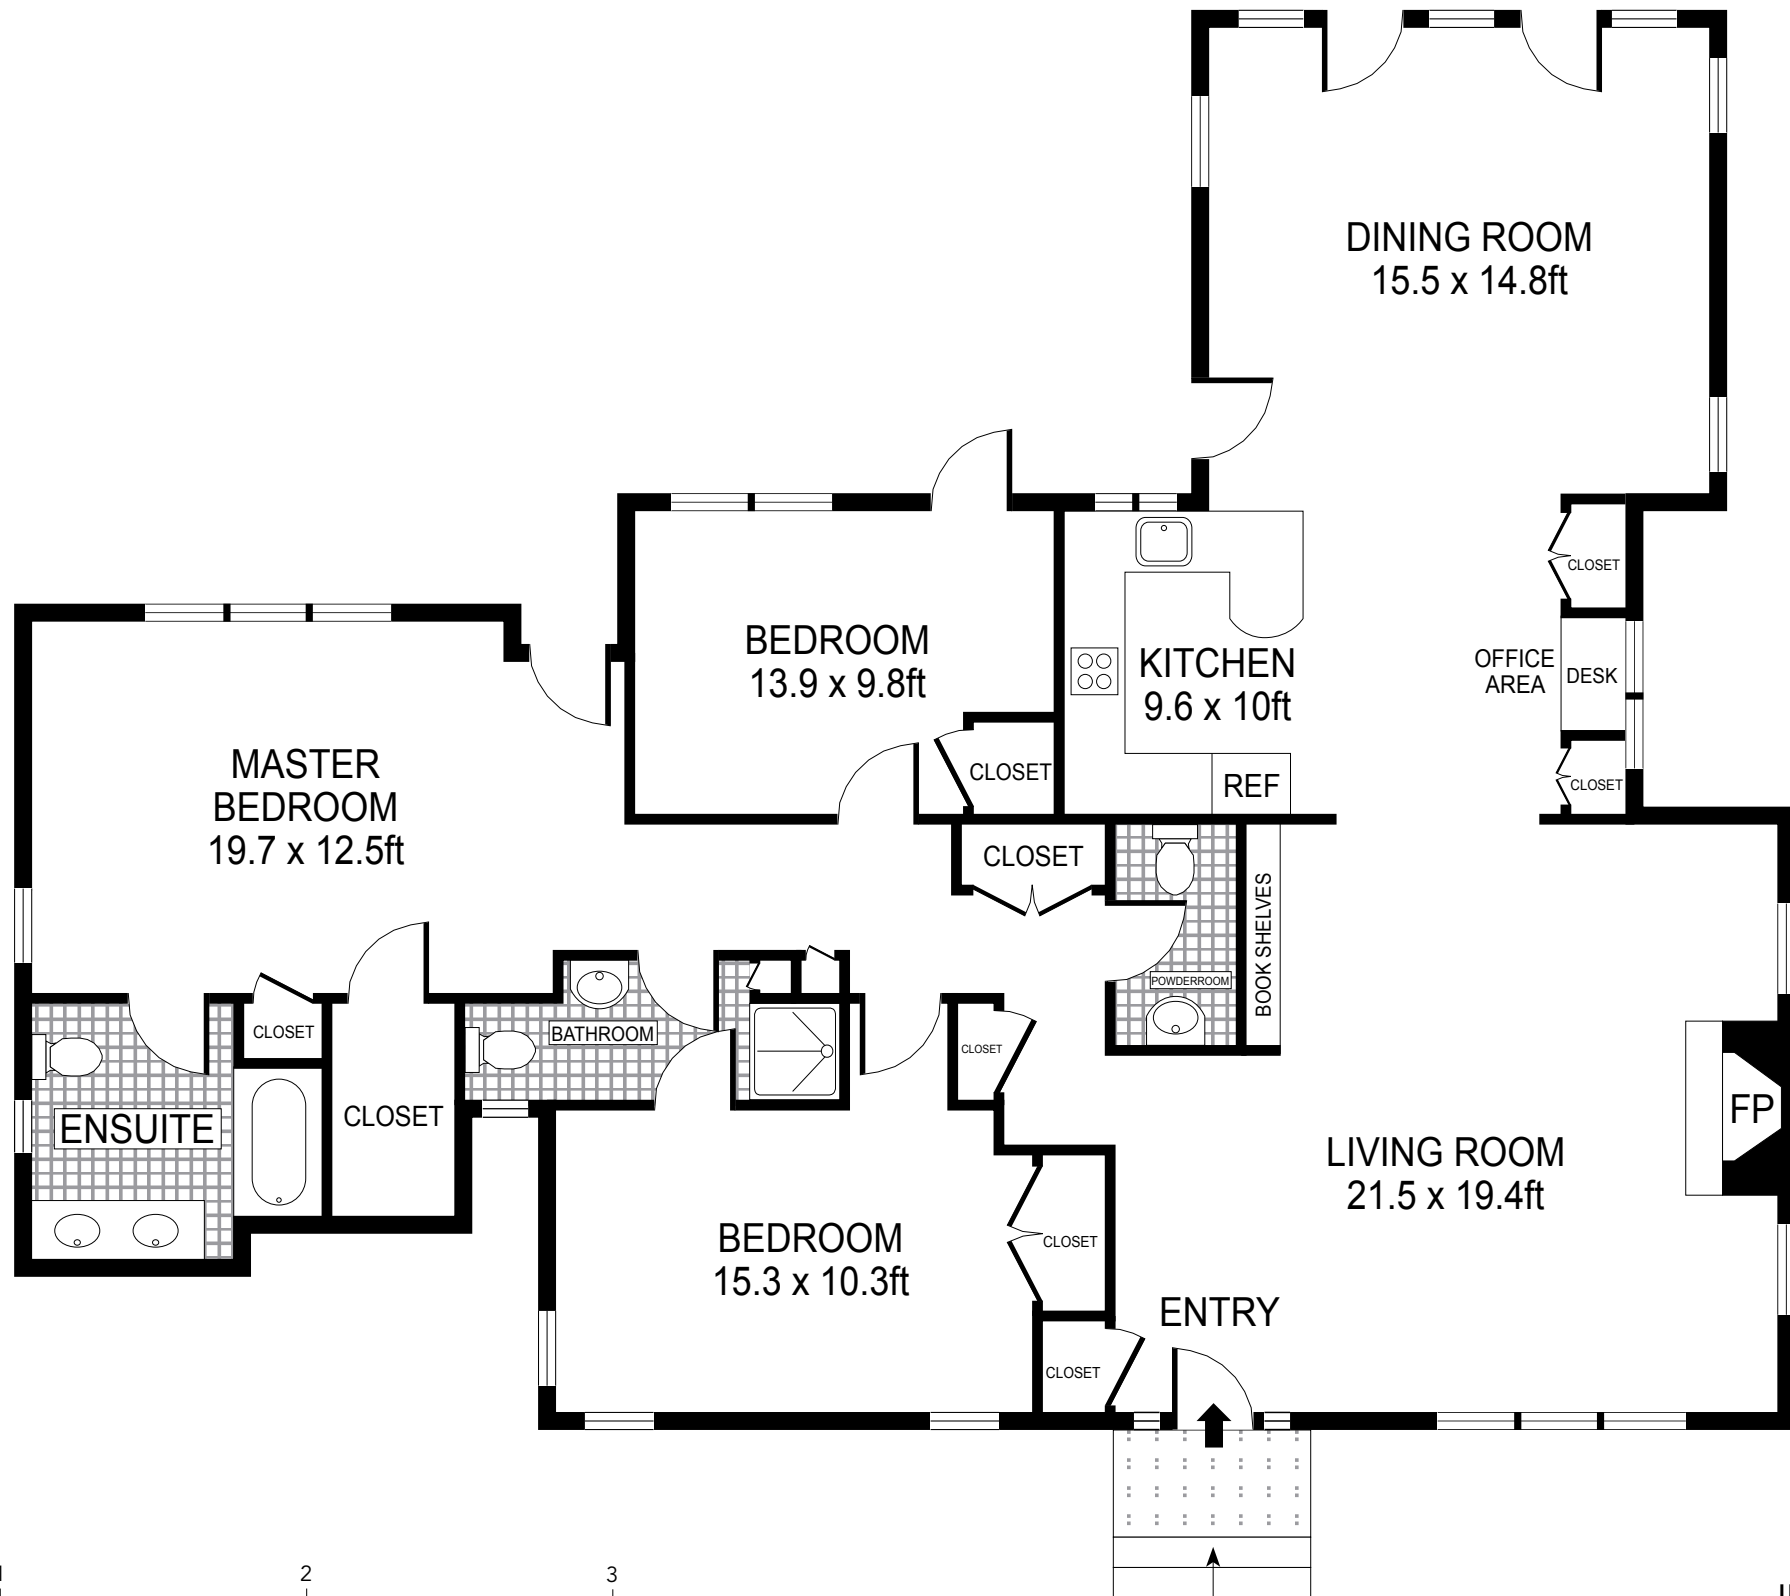 DINING ROOM
15.5 x 14.8ft
CLOSET
OFFICE
AREA
DESK
CLOSET
BEDROOM
13.9 x 9.8ft
CLOSET
KITCHEN
9.6 x 10ft
REF
MASTER
BEDROOM
19.7 x 12.5ft
CLOSET
POWDERROOM
BOOK SHELVES
CLOSET
BATHROOM
CLOSET
CLOSET
ENSUITE
FP
LIVING ROOM
21.5 x 19.4ft
BEDROOM
15.3 x 10.3ft
CLOSET
ENTRY
CLOSET
2
3